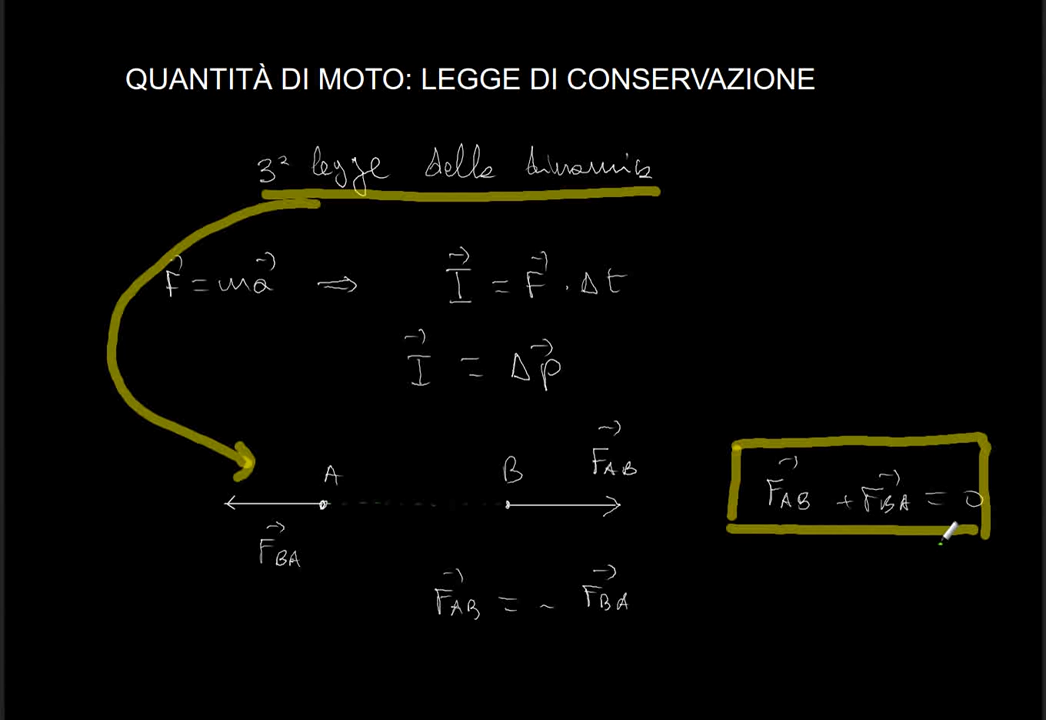 QUANTITÀ DI MOTO: LEGGE DI CONSERVAZIONE
3ª legge della dinamica
F⃗ = ma⃗ ⇒ I⃗ = F⃗ · Δt
I⃗ = Δp⃗
A B F⃗AB
F⃗BA
F⃗AB + F⃗BA = 0
F⃗AB = - F⃗BA